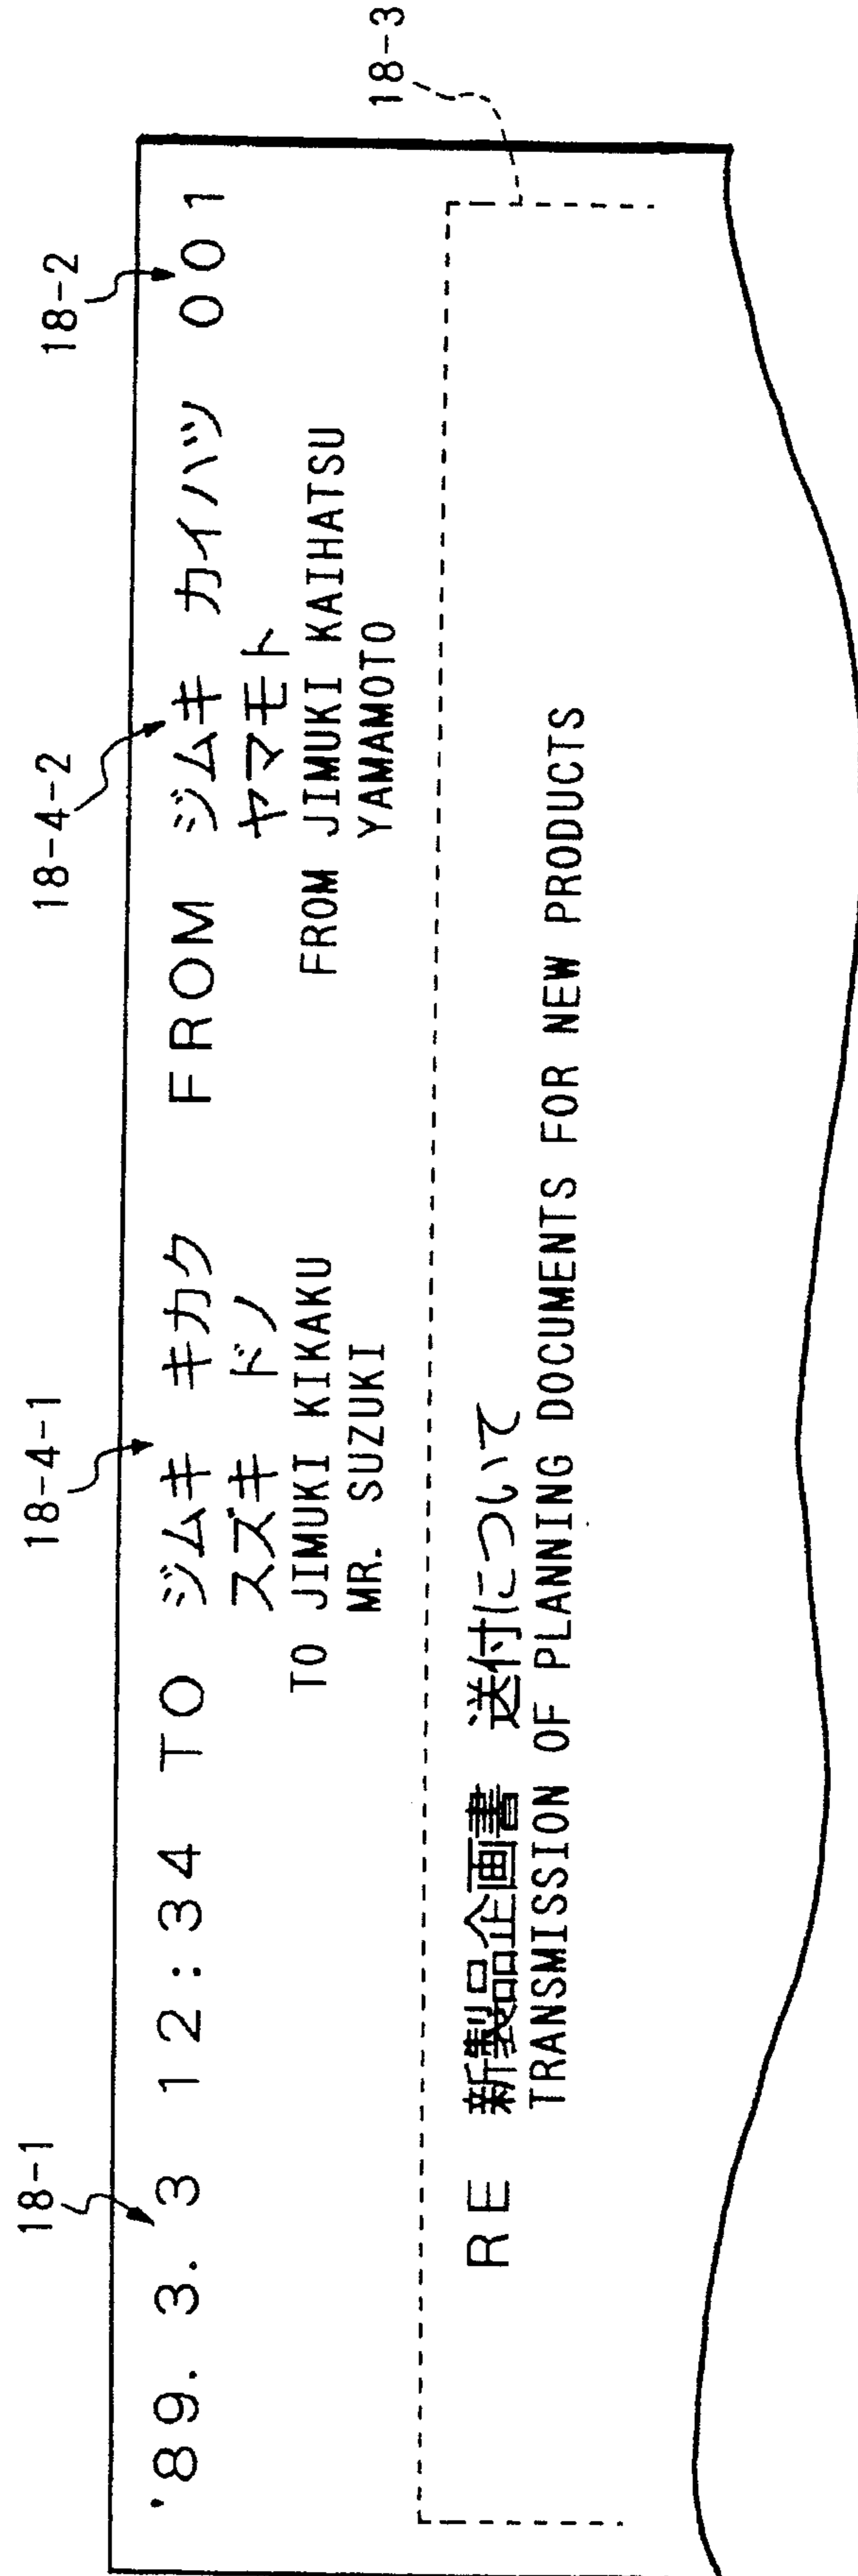 18-1
18-4-1
18-4-2
18-2
18-3
'89. 3. 3 12:34 TO ジムキ キカク FROM ジムキ カイハツ 001
スズキ ドノ ヤマモト
TO JIMUKI KIKAKU FROM JIMUKI KAIHATSU
MR. SUZUKI YAMAMOTO
RE 新製品企画書 送付について
TRANSMISSION OF PLANNING DOCUMENTS FOR NEW PRODUCTS